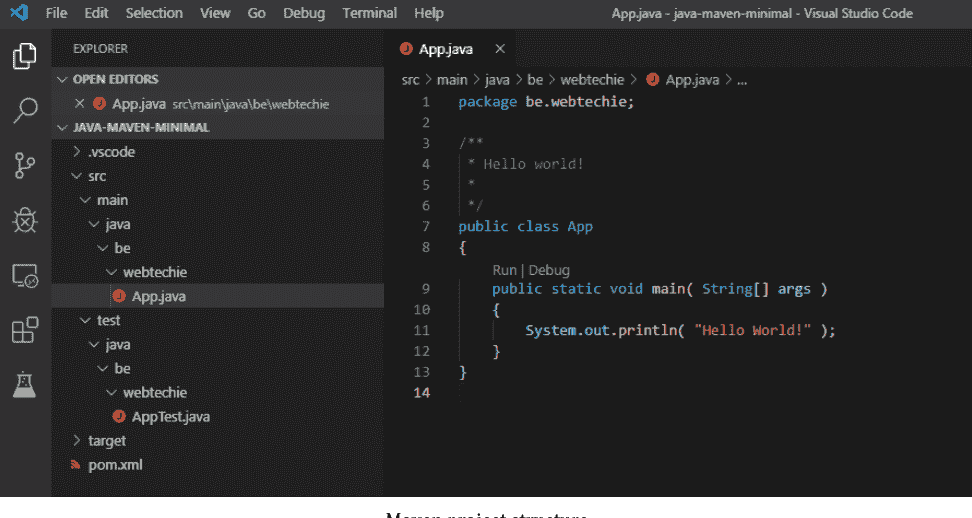 File Edit Selection View Go Debug Terminal Help
App.java - java-maven-minimal - Visual Studio Code
EXPLORER
OPEN EDITORS
App.java src\main\java\be\webtechie
JAVA-MAVEN-MINIMAL
.vscode
src
main
java
be
webtechie
App.java
test
java
be
webtechie
AppTest.java
target
pom.xml
App.java
src > main > java > be > webtechie > App.java > ...
1 package be.webtechie;
2
3 /**
4 * Hello world!
5 *
6 */
7 public class App
8 {
Run | Debug
9 public static void main( String[] args )
10 {
11 System.out.println( "Hello World!" );
12 }
13 }
14
Maven project structure